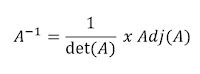 A⁻¹ = 1/det(A) x Adj(A)